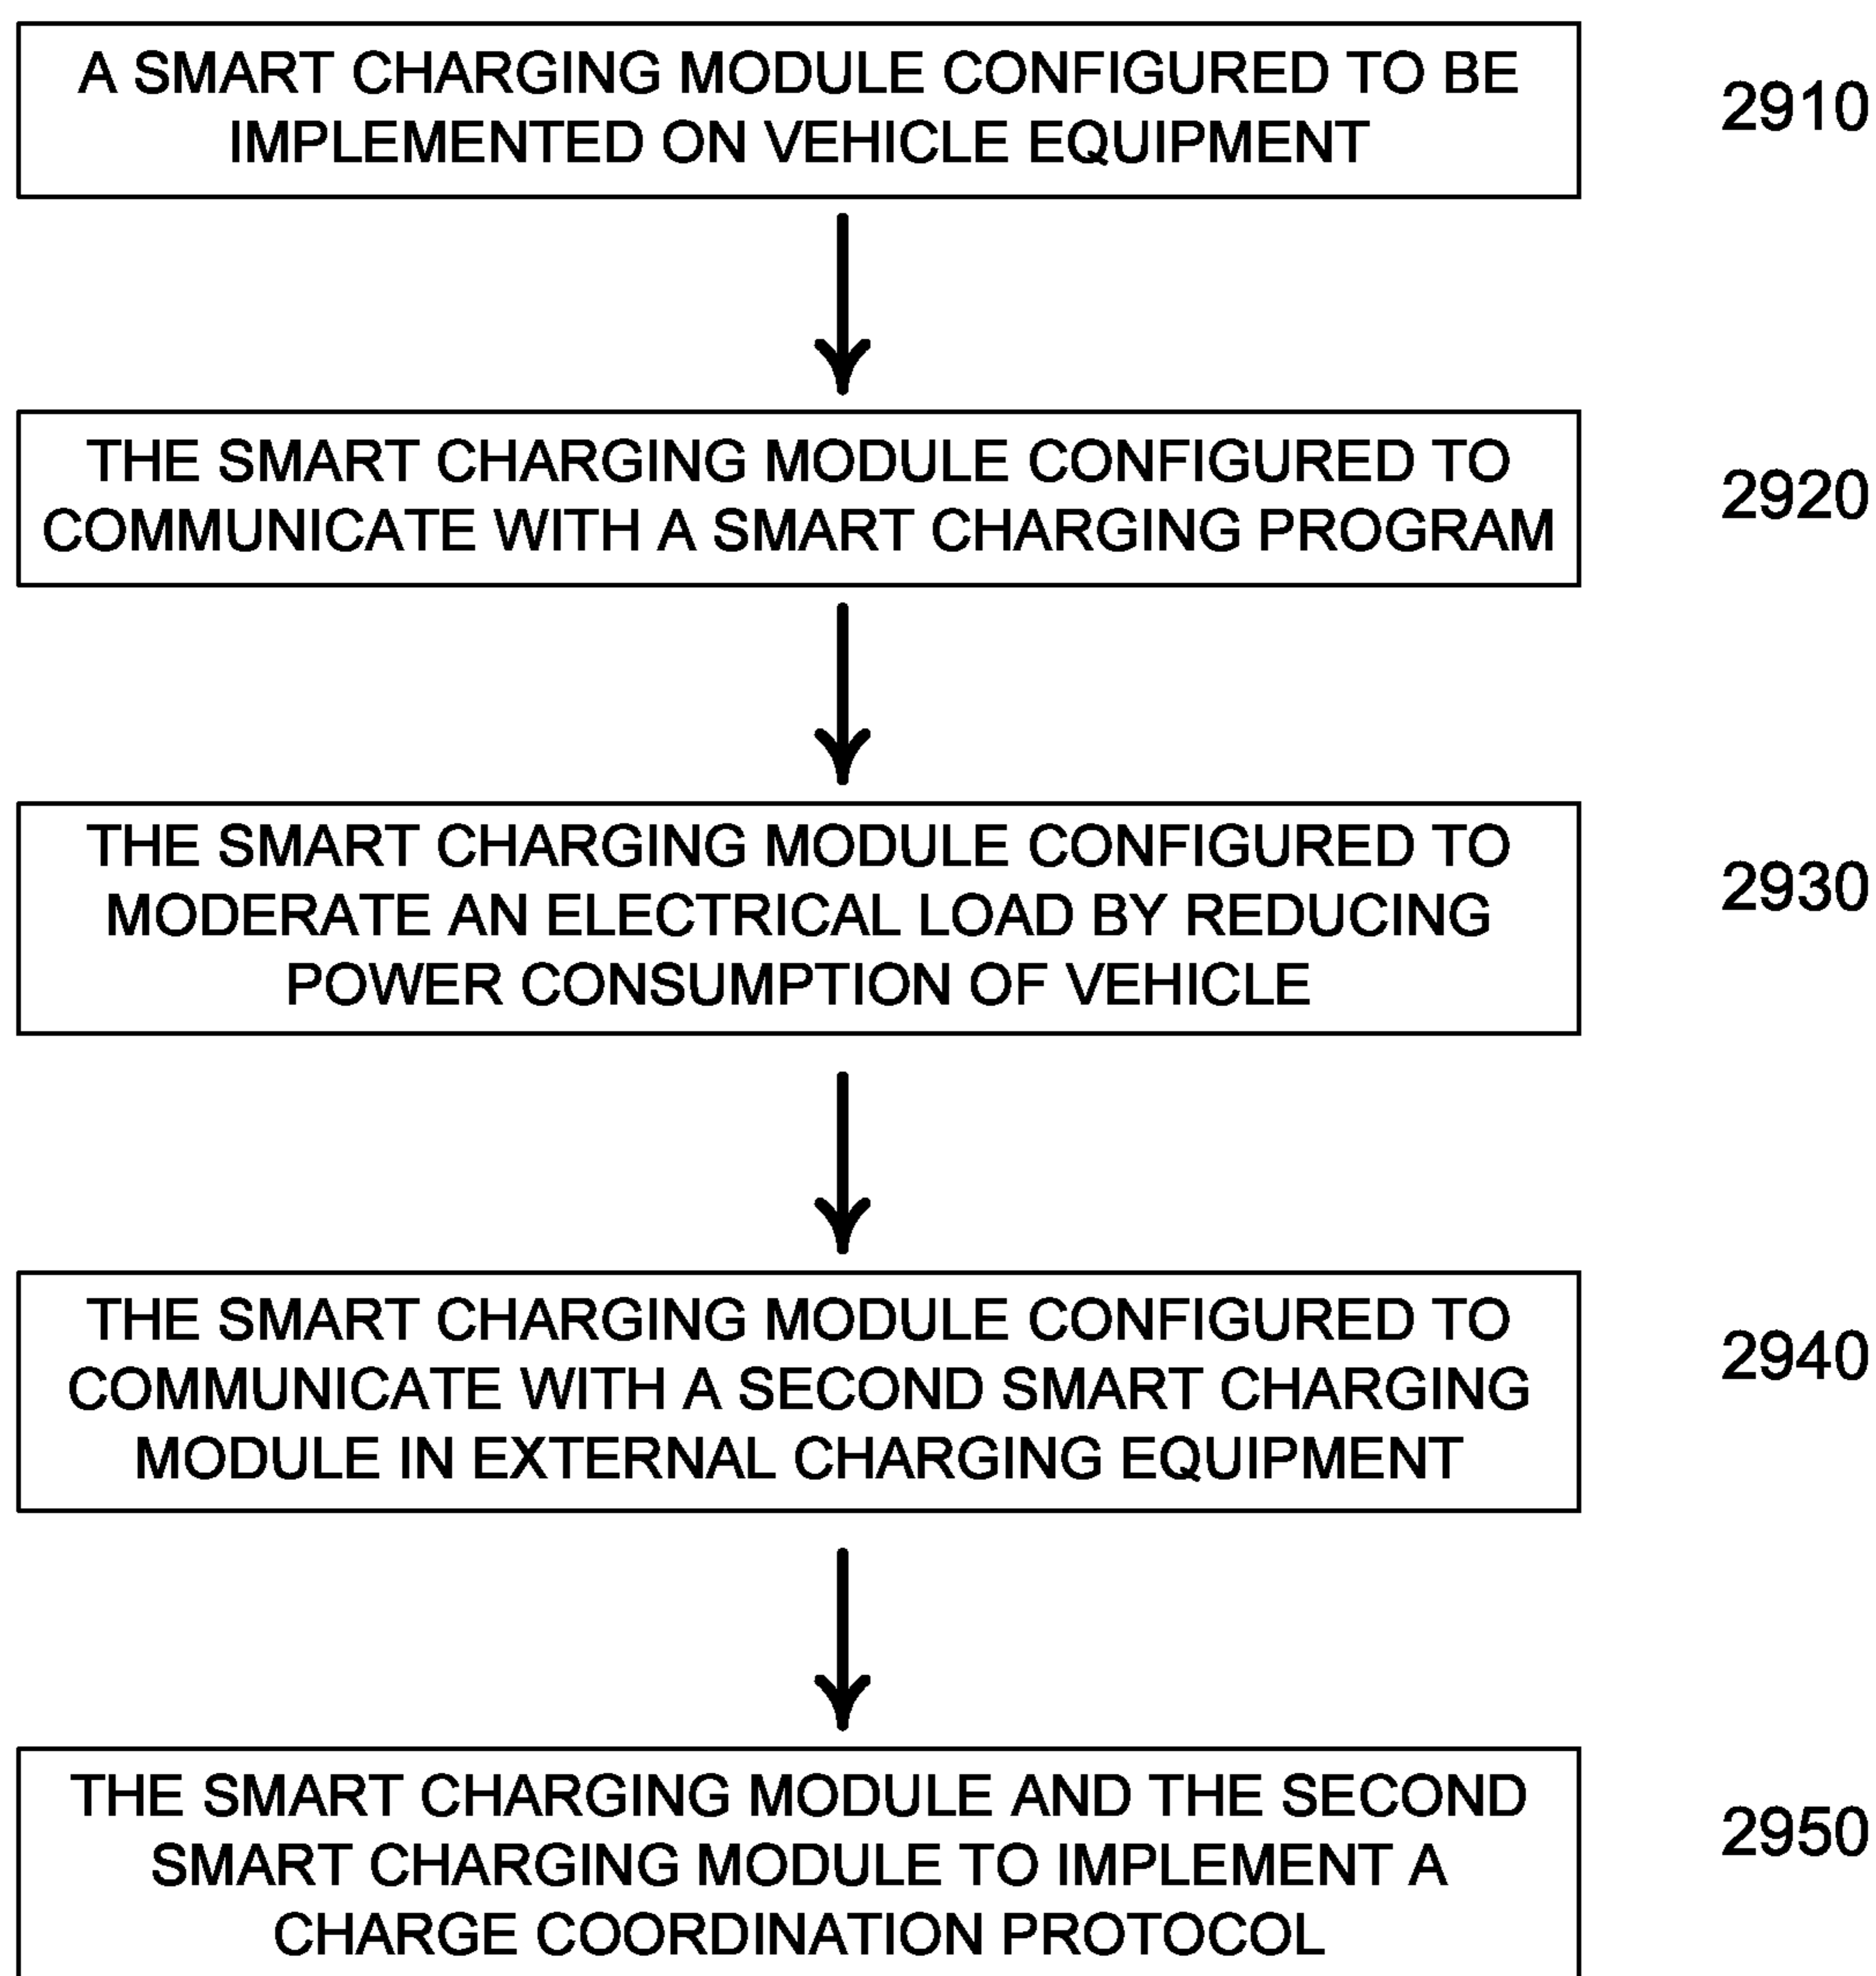 A SMART CHARGING MODULE CONFIGURED TO BE
IMPLEMENTED ON VEHICLE EQUIPMENT
2910
THE SMART CHARGING MODULE CONFIGURED TO
COMMUNICATE WITH A SMART CHARGING PROGRAM
2920
THE SMART CHARGING MODULE CONFIGURED TO
MODERATE AN ELECTRICAL LOAD BY REDUCING
POWER CONSUMPTION OF VEHICLE
2930
THE SMART CHARGING MODULE CONFIGURED TO
COMMUNICATE WITH A SECOND SMART CHARGING
MODULE IN EXTERNAL CHARGING EQUIPMENT
2940
THE SMART CHARGING MODULE AND THE SECOND
SMART CHARGING MODULE TO IMPLEMENT A
CHARGE COORDINATION PROTOCOL
2950